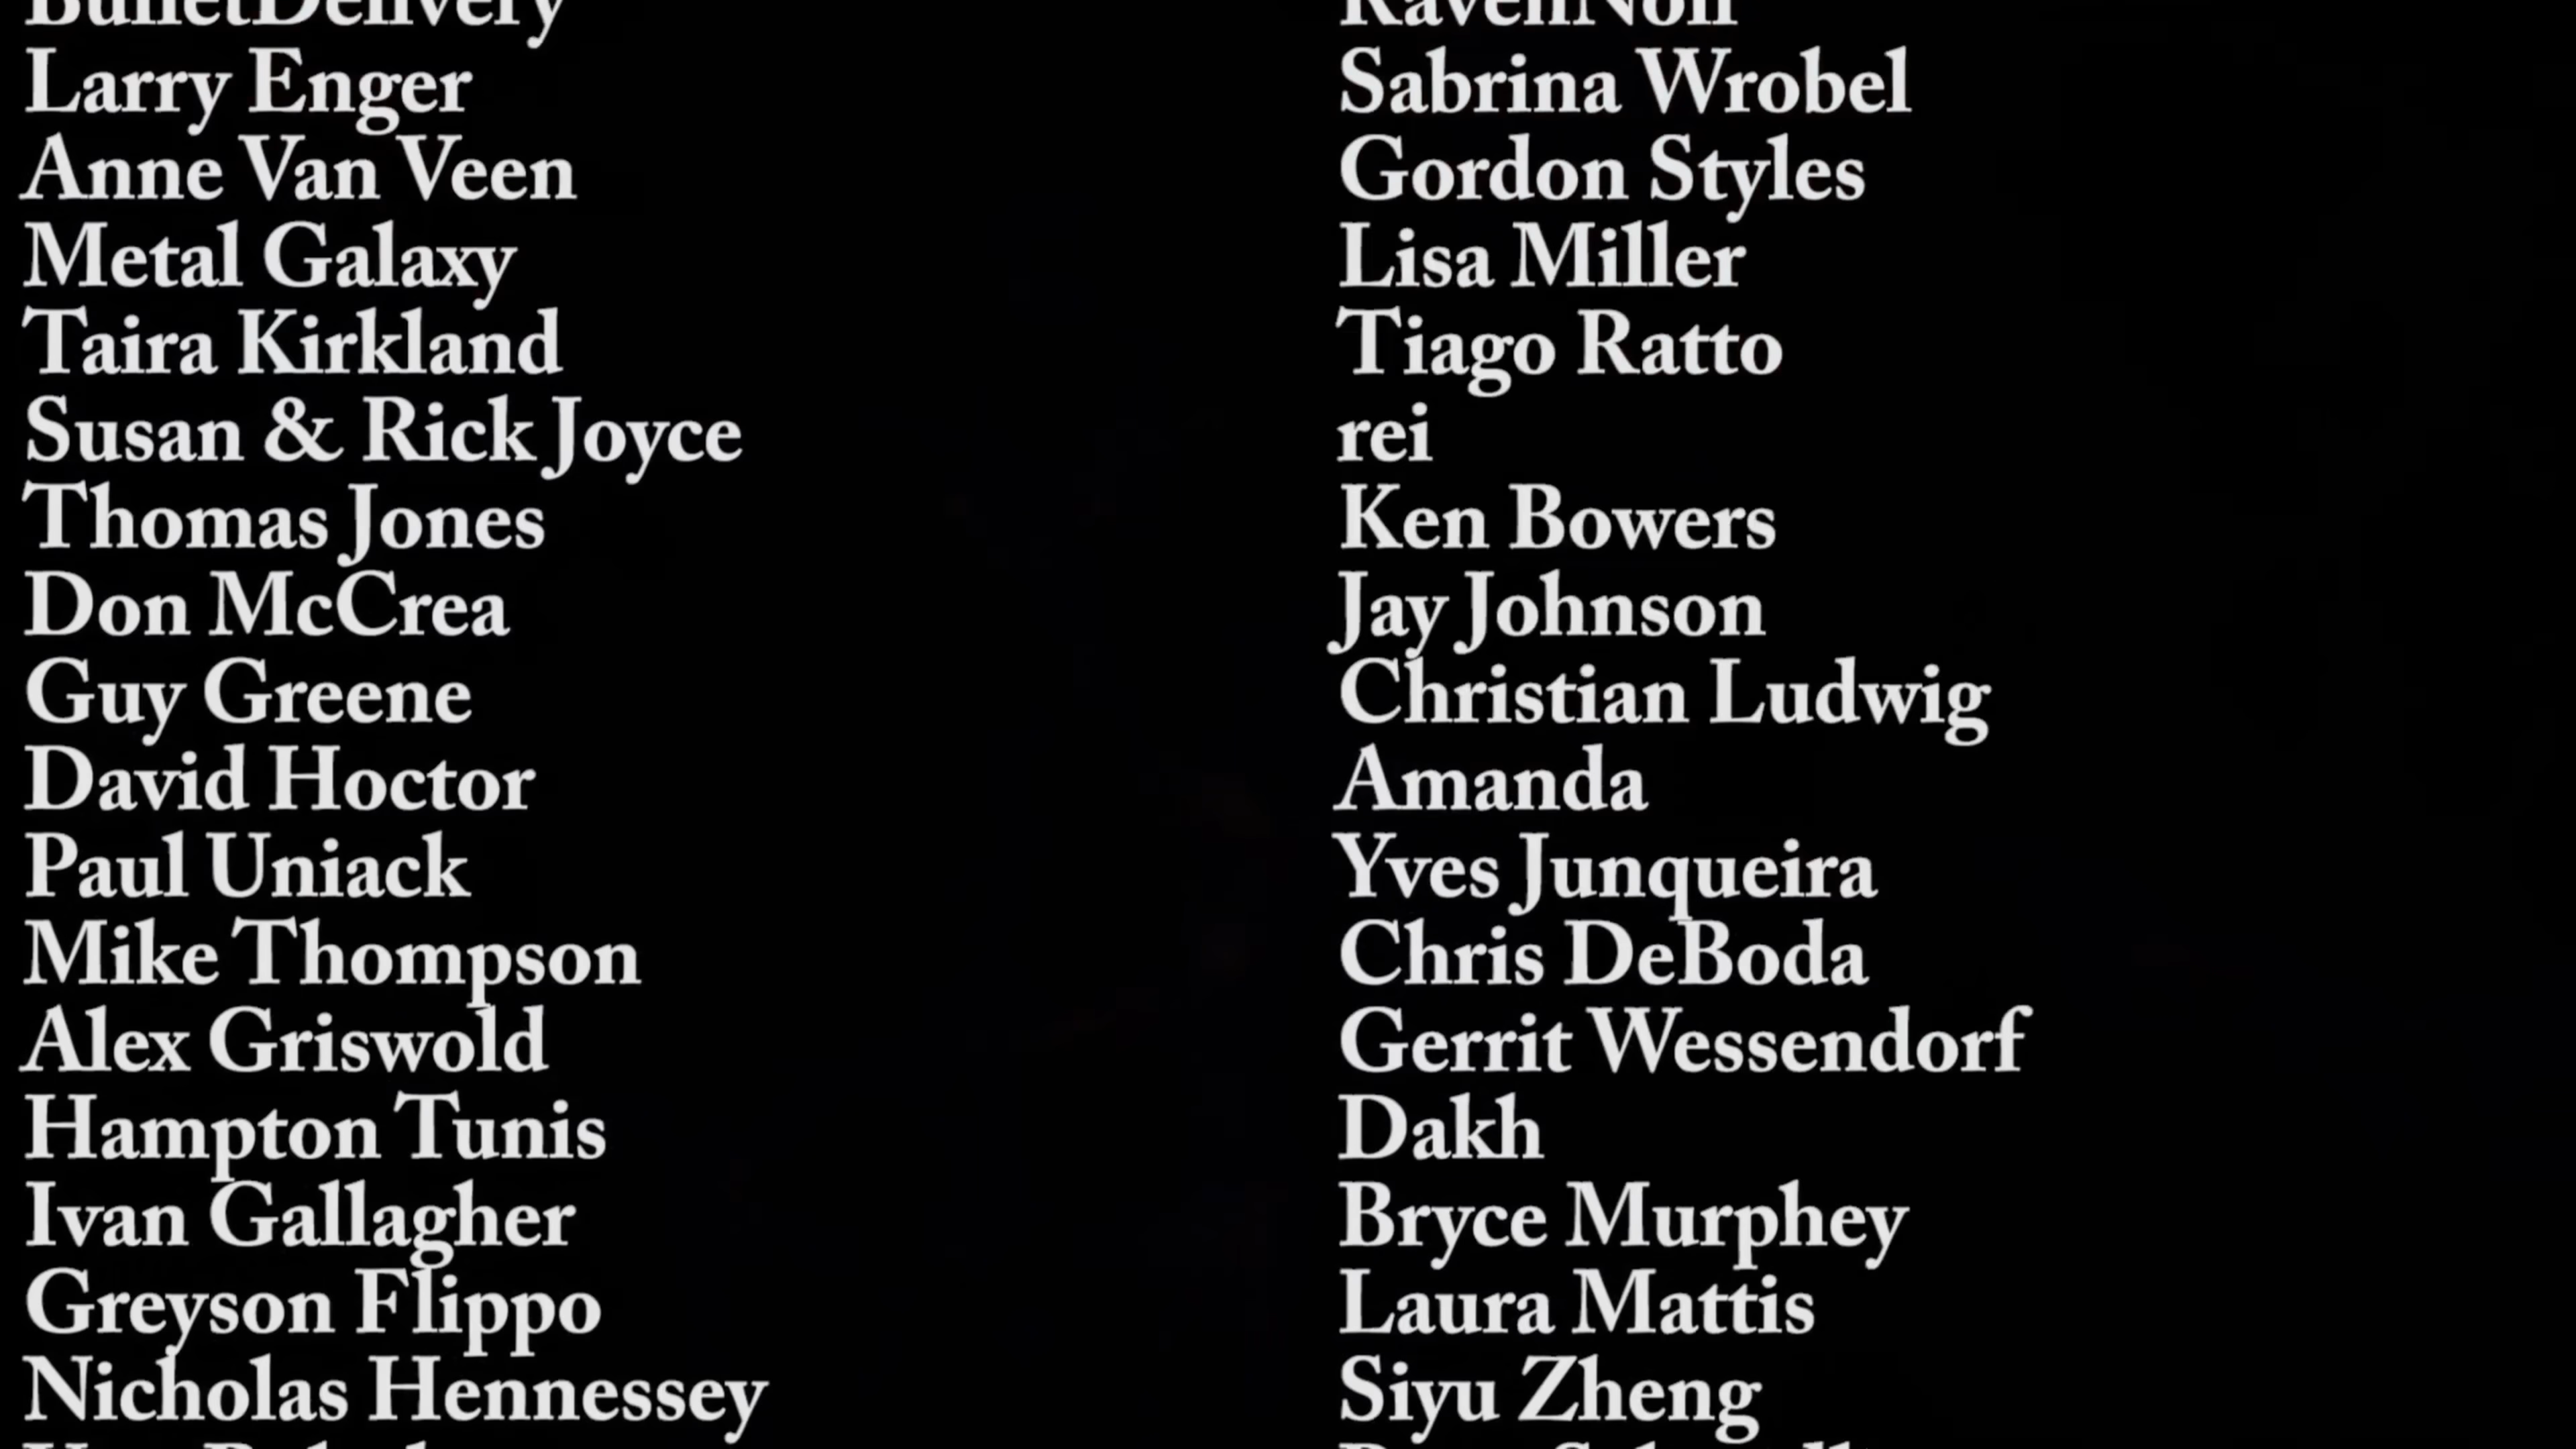 BulletDelivery
Larry Enger
Anne Van Veen
Metal Galaxy
Taira Kirkland
Susan & Rick Joyce
Thomas Jones
Don McCrea
Guy Greene
David Hoctor
Paul Uniack
Mike Thompson
Alex Griswold
Hampton Tunis
Ivan Gallagher
Greyson Flippo
Nicholas Hennessey
Sabrina Wrobel
Gordon Styles
Lisa Miller
Tiago Ratto
rei
Ken Bowers
Jay Johnson
Christian Ludwig
Amanda
Yves Junqueira
Chris DeBoda
Gerrit Wessendorf
Dakh
Bryce Murphey
Laura Mattis
Siyu Zheng